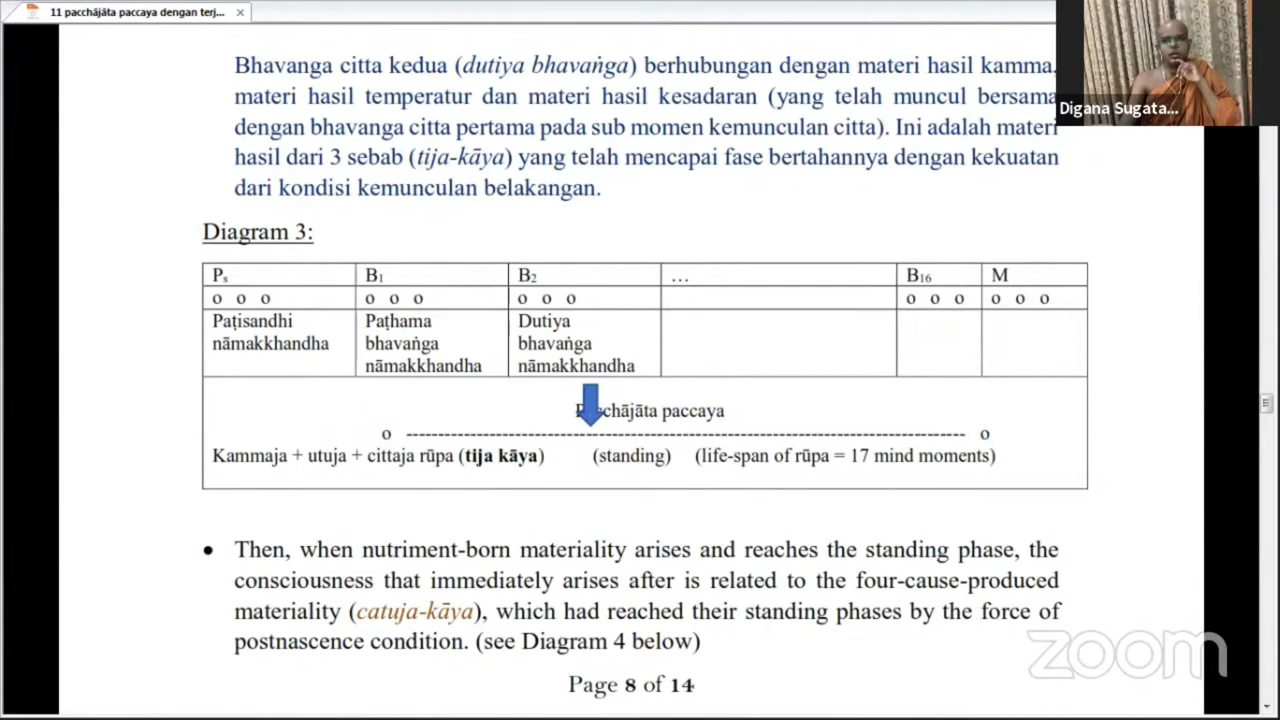 11 pacchājāta paccaya dengan terj... ×
Bhavanga citta kedua (dutiya bhavaṅga) berhubungan dengan materi hasil kamma,
materi hasil temperatur dan materi hasil kesadaran (yang telah muncul bersama
dengan bhavanga citta pertama pada sub momen kemunculan citta). Ini adalah materi
hasil dari 3 sebab (tija-kāya) yang telah mencapai fase bertahannya dengan kekuatan
dari kondisi kemunculan belakangan.
Digana Sugata...
Diagram 3:
Ps B1 B2 ... B16 M
o o o o o o o o o o o o o o o
Paṭisandhi Paṭhama Dutiya
nāmakkhandha bhavaṅga bhavaṅga
nāmakkhandha nāmakkhandha
chājāta paccaya
o ---------------------------------------------------------------------------------------- o
Kammaja + utuja + cittaja rūpa (tija kāya) (standing) (life-span of rūpa = 17 mind moments)
• Then, when nutriment-born materiality arises and reaches the standing phase, the
consciousness that immediately arises after is related to the four-cause-produced
materiality (catuja-kāya), which had reached their standing phases by the force of
postnascence condition. (see Diagram 4 below)
zoom
Page 8 of 14